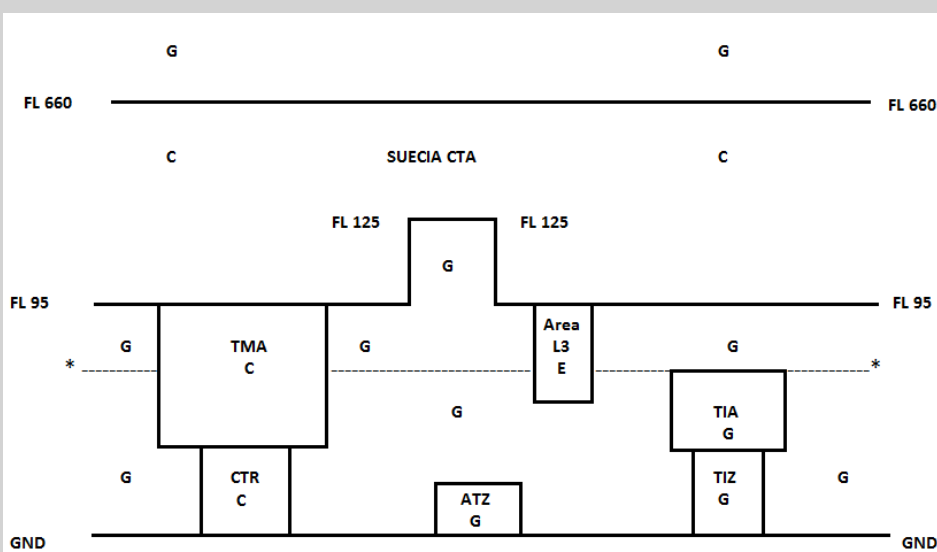 G G
FL 660 FL 660
C SUECIA CTA C
FL 125 FL 125
G
FL 95 FL 95
Area
G TMA G L3 G
C E
* *
G TIA
G
G CTR TIZ G
C G
ATZ
G
GND GND